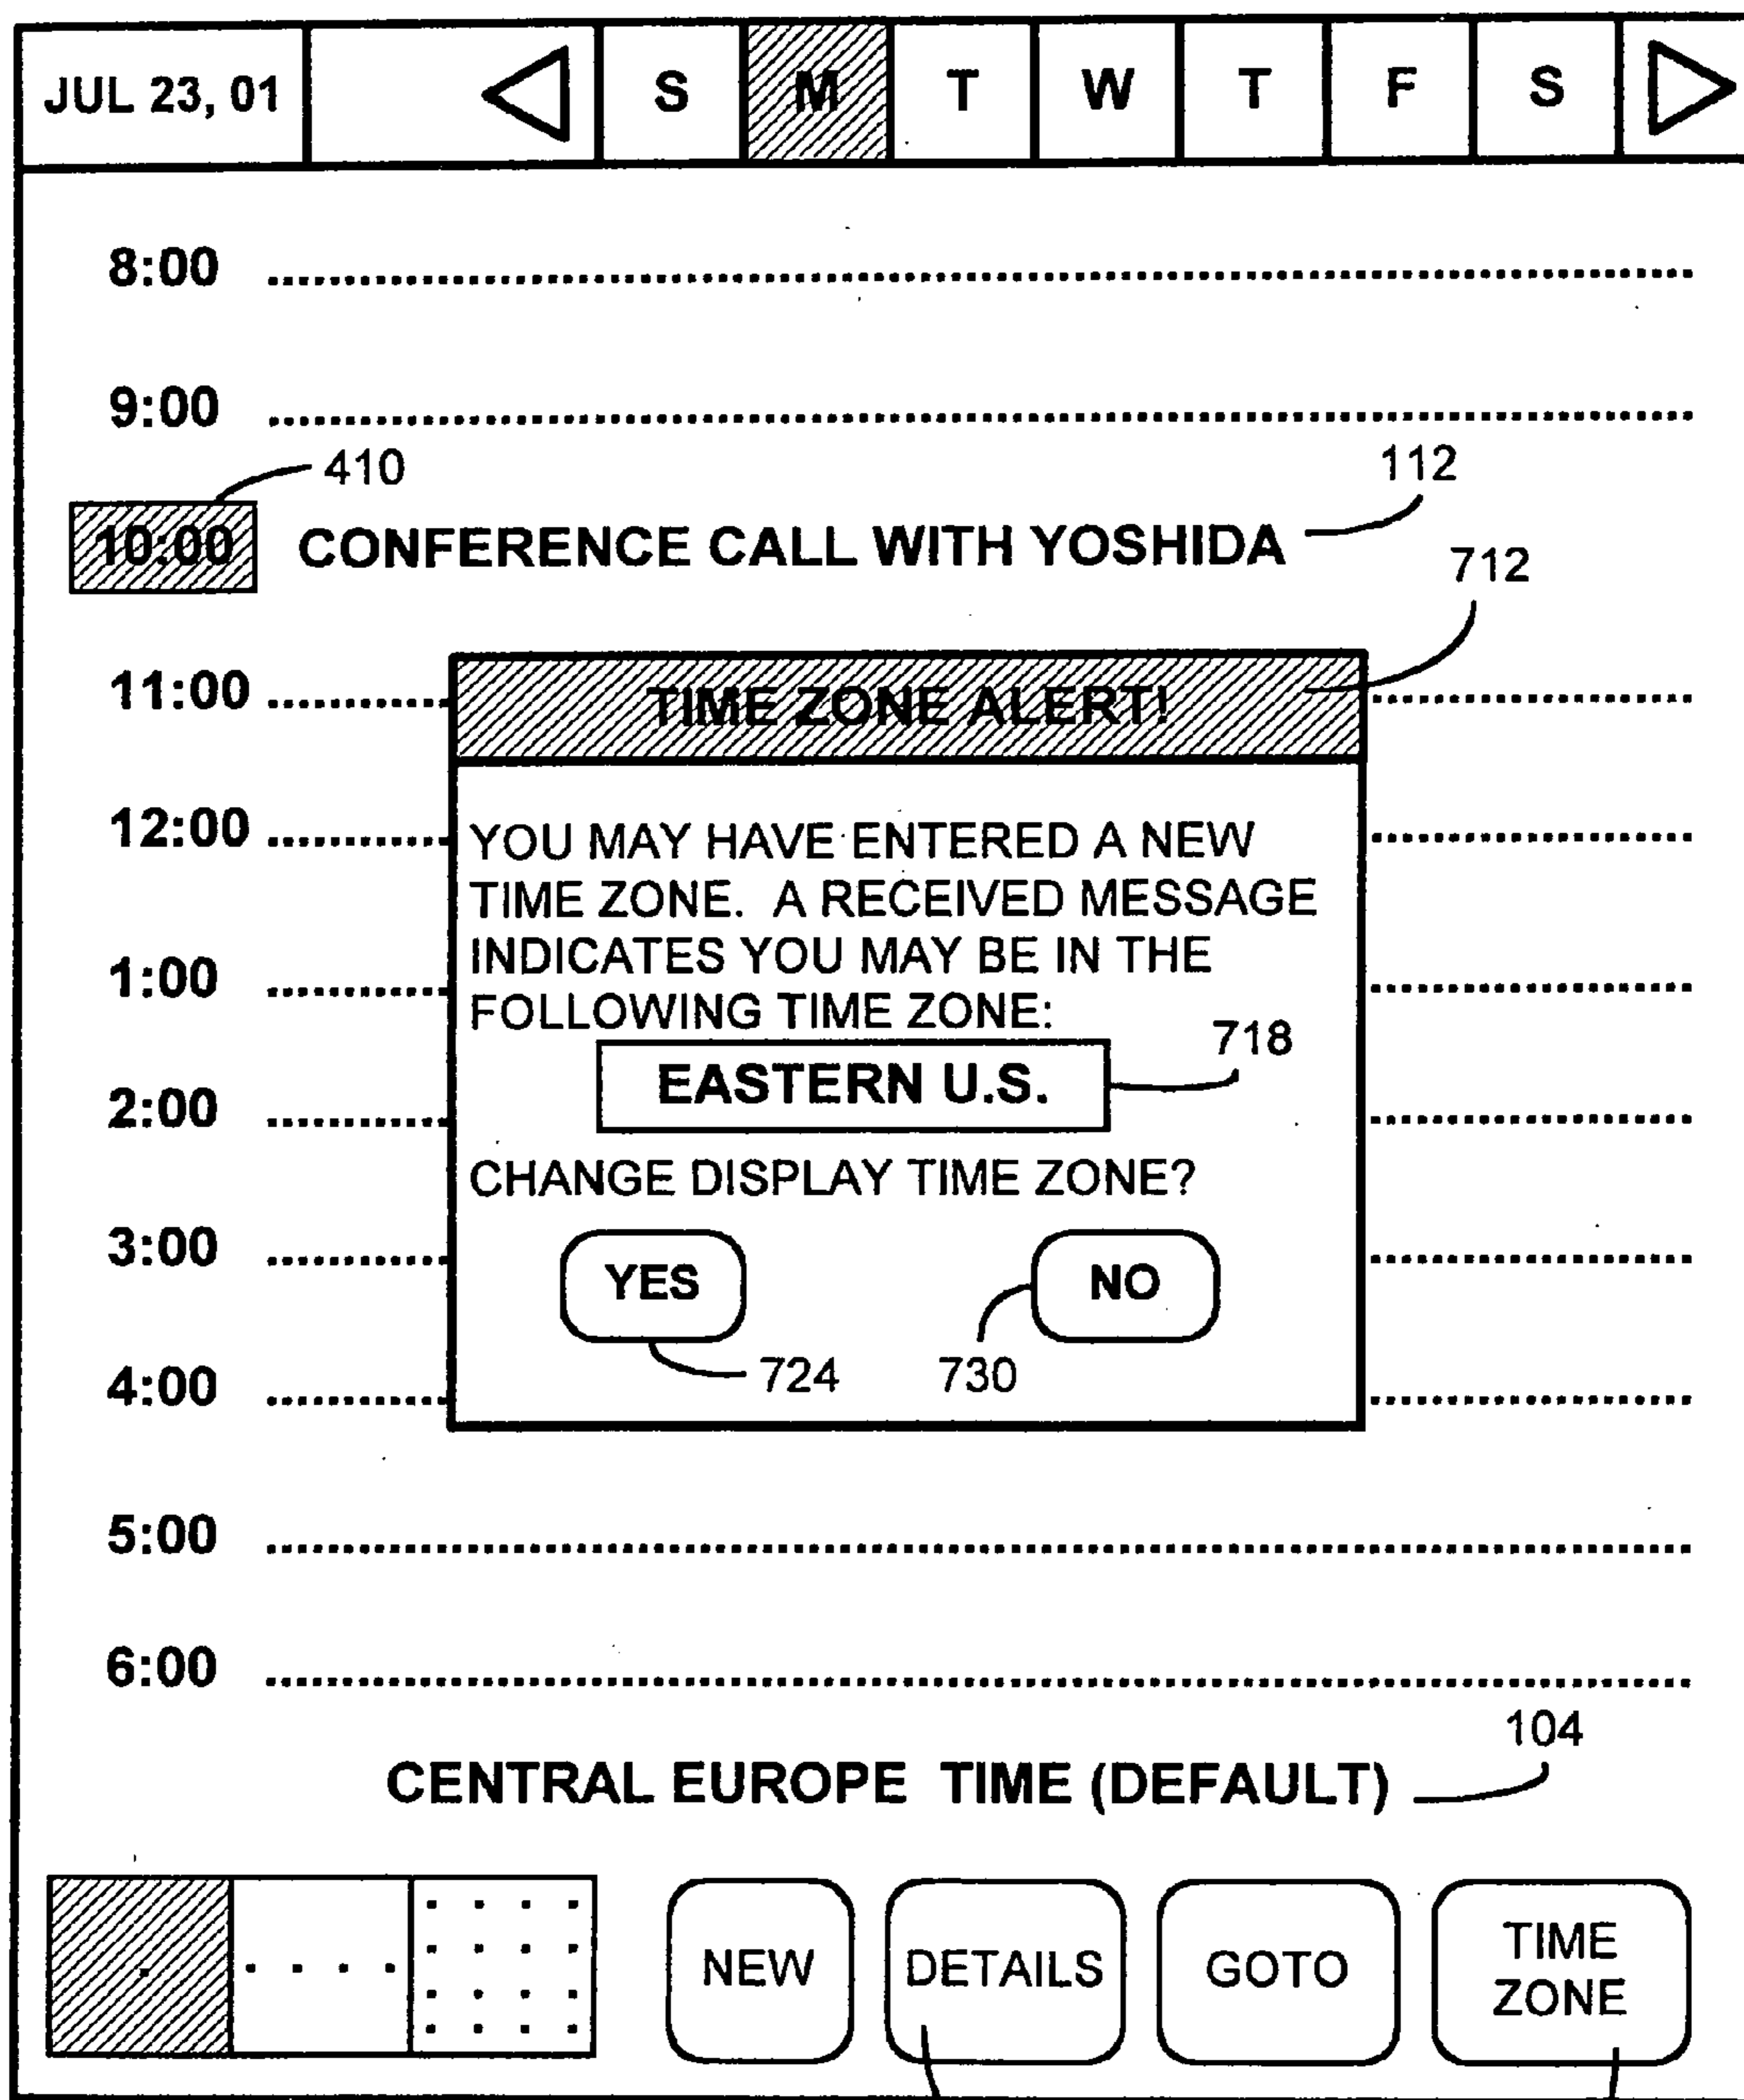 JUL 23, 01 S M T W T F S
8:00
9:00
410
112
10:00 CONFERENCE CALL WITH YOSHIDA
712
11:00
TIME ZONE ALERT!
12:00
YOU MAY HAVE ENTERED A NEW
TIME ZONE. A RECEIVED MESSAGE
1:00
INDICATES YOU MAY BE IN THE
FOLLOWING TIME ZONE:
718
EASTERN U.S.
2:00
CHANGE DISPLAY TIME ZONE?
3:00
YES NO
724 730
4:00
5:00
6:00
104
CENTRAL EUROPE TIME (DEFAULT)
NEW DETAILS GOTO TIME
ZONE